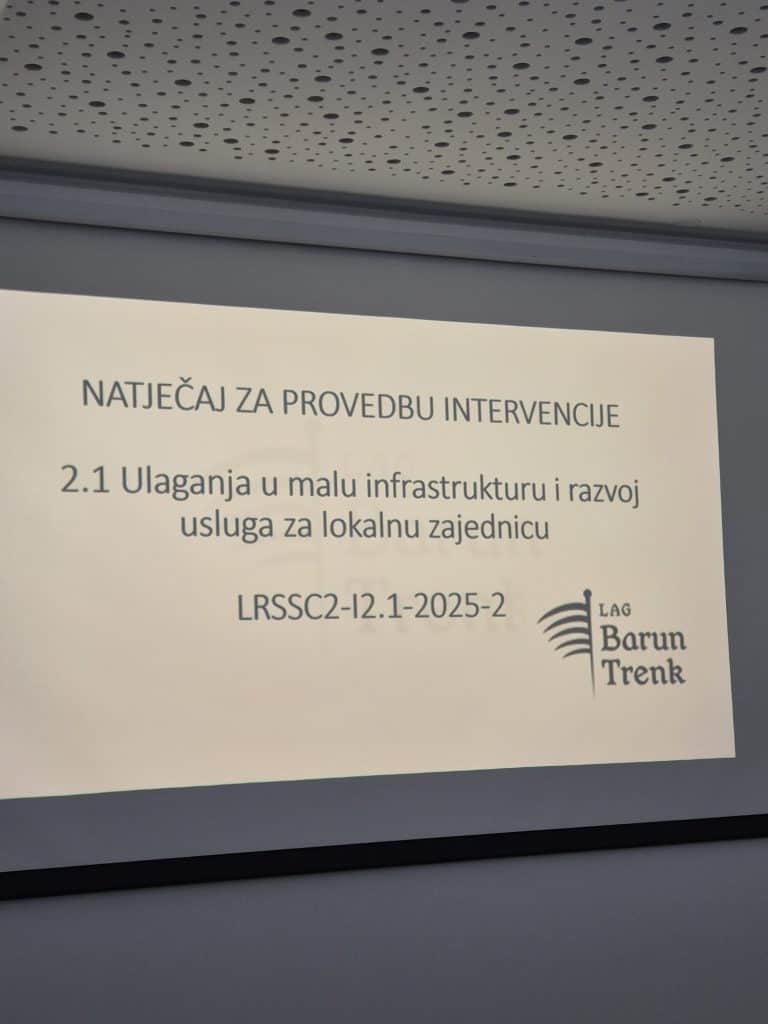 NATJEČAJ ZA PROVEDBU INTERVENCIJE
2.1 Ulaganja u malu infrastrukturu i razvoj
usluga za lokalnu zajednicu
LRSSC2-I2.1-2025-2
LAG
Barun
Trenk